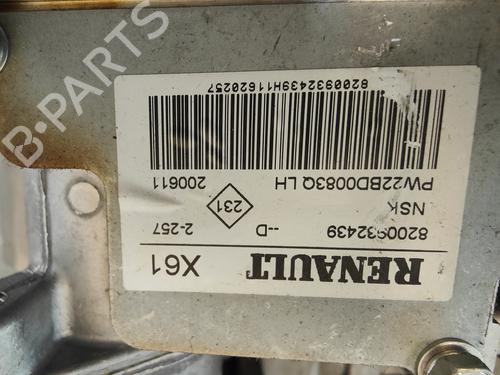 RENAULT X61
8200932439 --D 2-257
NSK 231
PW22BD0083Q LH 200611
8200932439H11620257
B-PARTS